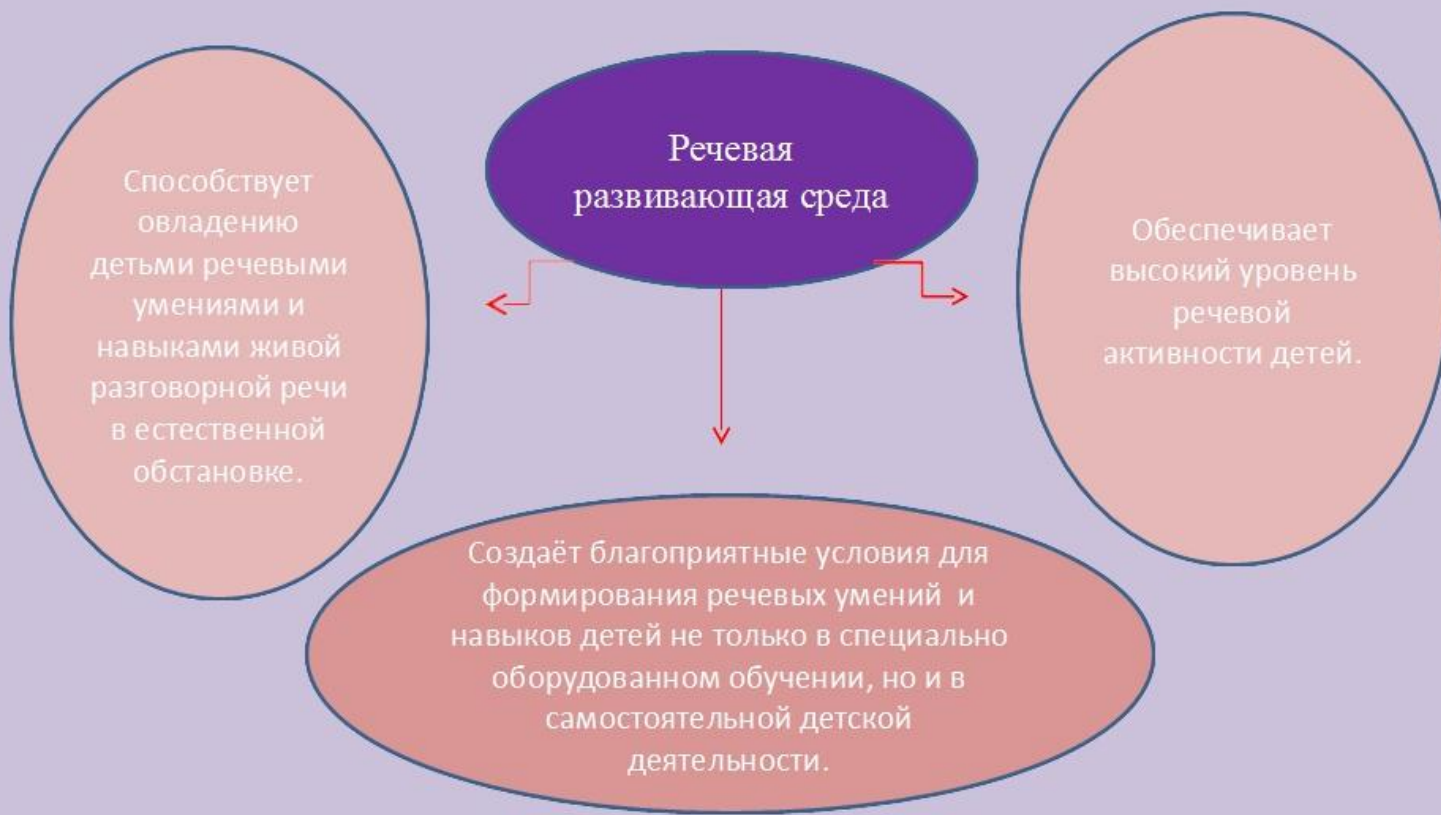 Речевая
развивающая среда
Способствует
овладению
детьми речевыми
умениями и
навыками живой
разговорной речи
в естественной
обстановке.
Обеспечивает
высокий уровень
речевой
активности детей.
Создаёт благоприятные условия для
формирования речевых умений  и
навыков детей не только в специально
оборудованном обучении, но и в
самостоятельной детской
деятельности.